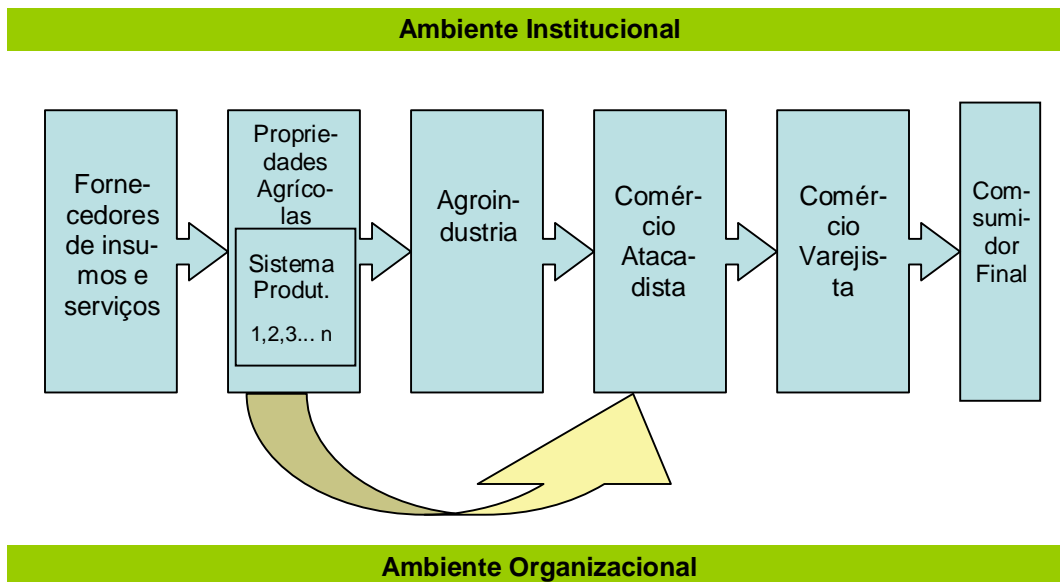 Ambiente Institucional
Forne-
cedores
de insu-
mos e
serviços
Proprie-
dades
Agríco-
las
Sistema
Produt.
1,2,3... n
Agroin-
dustria
Comér-
cio
Ataca-
dista
Comér-
cio
Varejis-
ta
Com-
sumi-
dor
Final
Ambiente Organizacional